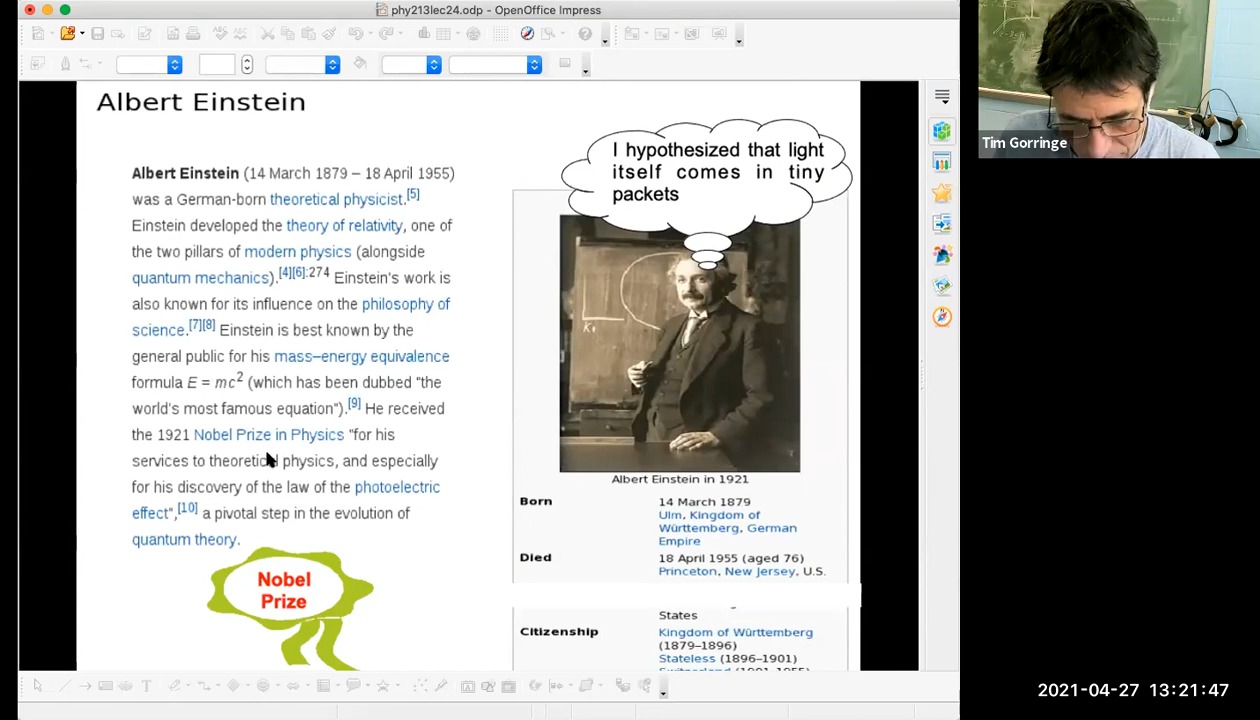 phy213lec24.odp - OpenOffice Impress
Albert Einstein
I hypothesized that light
itself comes in tiny
packets
Albert Einstein (14 March 1879 – 18 April 1955)
was a German-born theoretical physicist.[5]
Einstein developed the theory of relativity, one of
the two pillars of modern physics (alongside
quantum mechanics).[4][6]:274 Einstein's work is
also known for its influence on the philosophy of
science.[7][8] Einstein is best known by the
general public for his mass–energy equivalence
formula E = mc2 (which has been dubbed "the
world's most famous equation").[9] He received
the 1921 Nobel Prize in Physics "for his
services to theoretical physics, and especially
for his discovery of the law of the photoelectric
effect",[10] a pivotal step in the evolution of
quantum theory.
Nobel
Prize
Albert Einstein in 1921
Born 14 March 1879
Ulm, Kingdom of
Württemberg, German
Empire
Died 18 April 1955 (aged 76)
Princeton, New Jersey, U.S.
States
Citizenship Kingdom of Württemberg
(1879–1896)
Stateless (1896–1901)
Tim Gorringe
2021-04-27 13:21:47